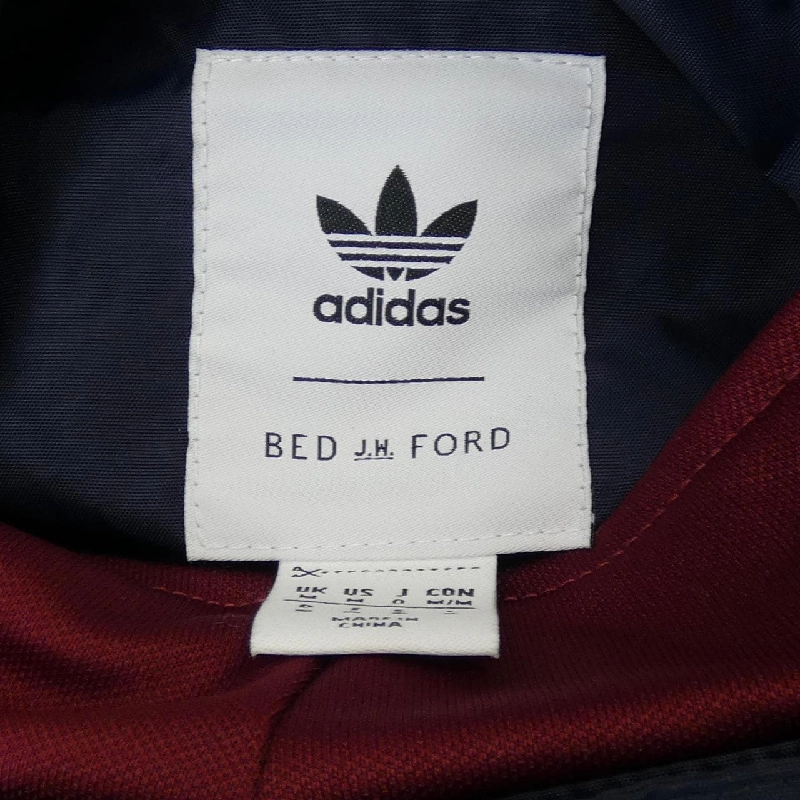 adidas
BED J.W. FORD
UK US J CON
M M O M/M
MADE IN
CHINA